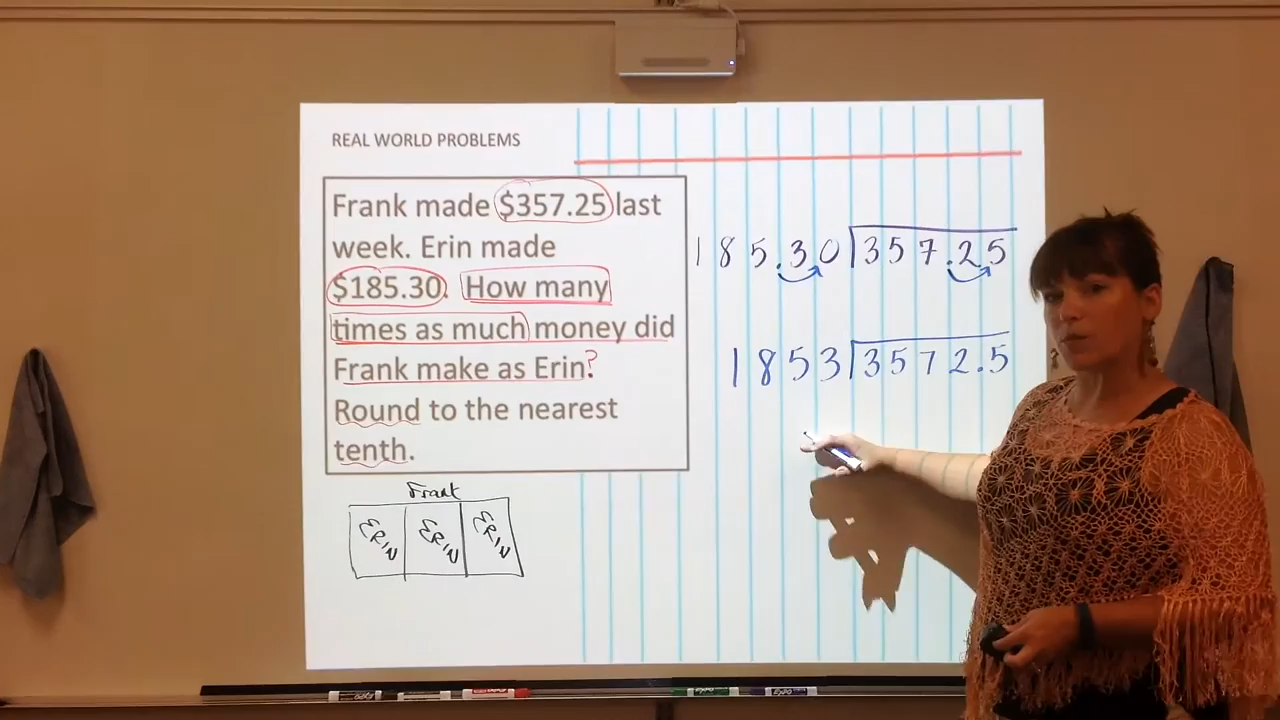 REAL WORLD PROBLEMS
Frank made $357.25 last
week. Erin made
$185.30. How many
times as much money did
Frank make as Erin?
Round to the nearest
tenth.
185.30)357.25
1853)3572.5
Frank
ERIN ERIN ERIN
EXPO